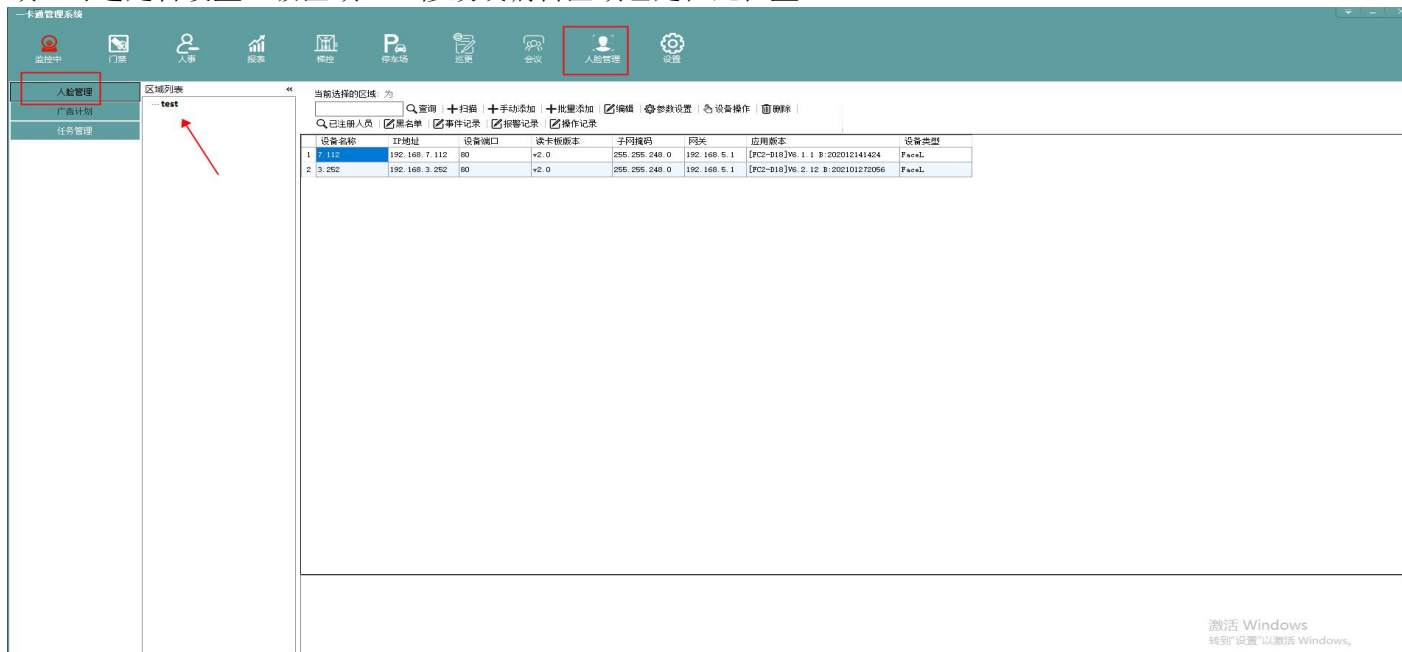 一卡通管理系统
监控中 门禁 人事 报表 梯控 停车场 巡更 会议 人脸管理 设置
人脸管理
广告计划
任务管理
区域列表 «
test
当前选择的区域: 为
查询 扫描 手动添加 批量添加 编辑 参数设置 设备操作 删除
已注册人员 黑名单 事件记录 报警记录 操作记录
设备名称 IP地址 设备端口 读卡板版本 子网掩码 网关 应用版本 设备类型
1 7.112 192.168.7.112 80 v2.0 255.255.248.0 192.168.5.1 [FC2-D18]V6.1.1 B:202012141424 FaceL
2 3.252 192.168.3.252 80 v2.0 255.255.248.0 192.168.5.1 [FC2-D18]V6.2.12 B:202101272056 FaceL
激活 Windows
转到"设置"以激活 Windows。